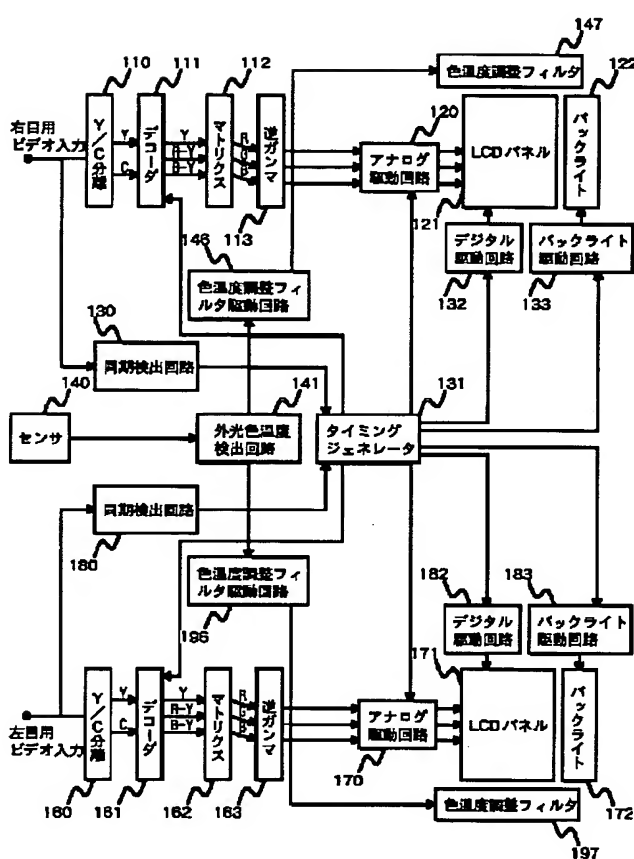 147
110
111
112
122
色温度調整フィルタ
120
右目用
ビデオ入力
Y/C分離
Y
C
デコーダ
Y
R-Y
B-Y
マトリクス
R
G
B
逆ガンマ
アナログ
駆動回路
LCDパネル
バックライト
113
121
146
デジタル
駆動回路
バックライト
駆動回路
色温度調整フィ
ルタ駆動回路
132
133
130
同期検出回路
140
141
131
センサ
外光色温度
検出回路
タイミング
ジェネレータ
同期検出回路
180
182
183
色温度調整フィ
ルタ駆動回路
196
デジタル
駆動回路
バックライト
駆動回路
171
左目用
ビデオ入力
Y/C分離
Y
C
デコーダ
Y
R-Y
B-Y
マトリクス
R
G
B
逆ガンマ
アナログ
駆動回路
LCDパネル
バックライト
170
160
161
162
163
色温度調整フィルタ
172
197